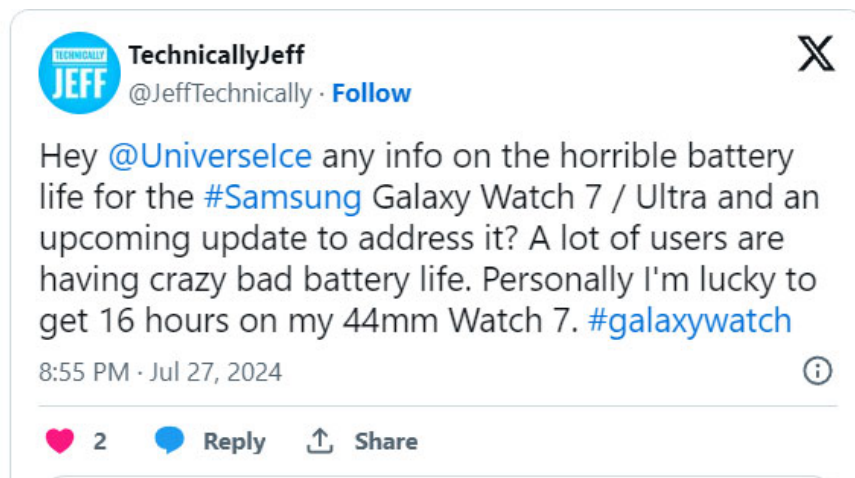 TECHNICALLY
JEFF
TechnicallyJeff
@JeffTechnically · Follow
Hey @UniverseIce any info on the horrible battery
life for the #Samsung Galaxy Watch 7 / Ultra and an
upcoming update to address it? A lot of users are
having crazy bad battery life. Personally I'm lucky to
get 16 hours on my 44mm Watch 7. #galaxywatch
8:55 PM · Jul 27, 2024
2 Reply Share